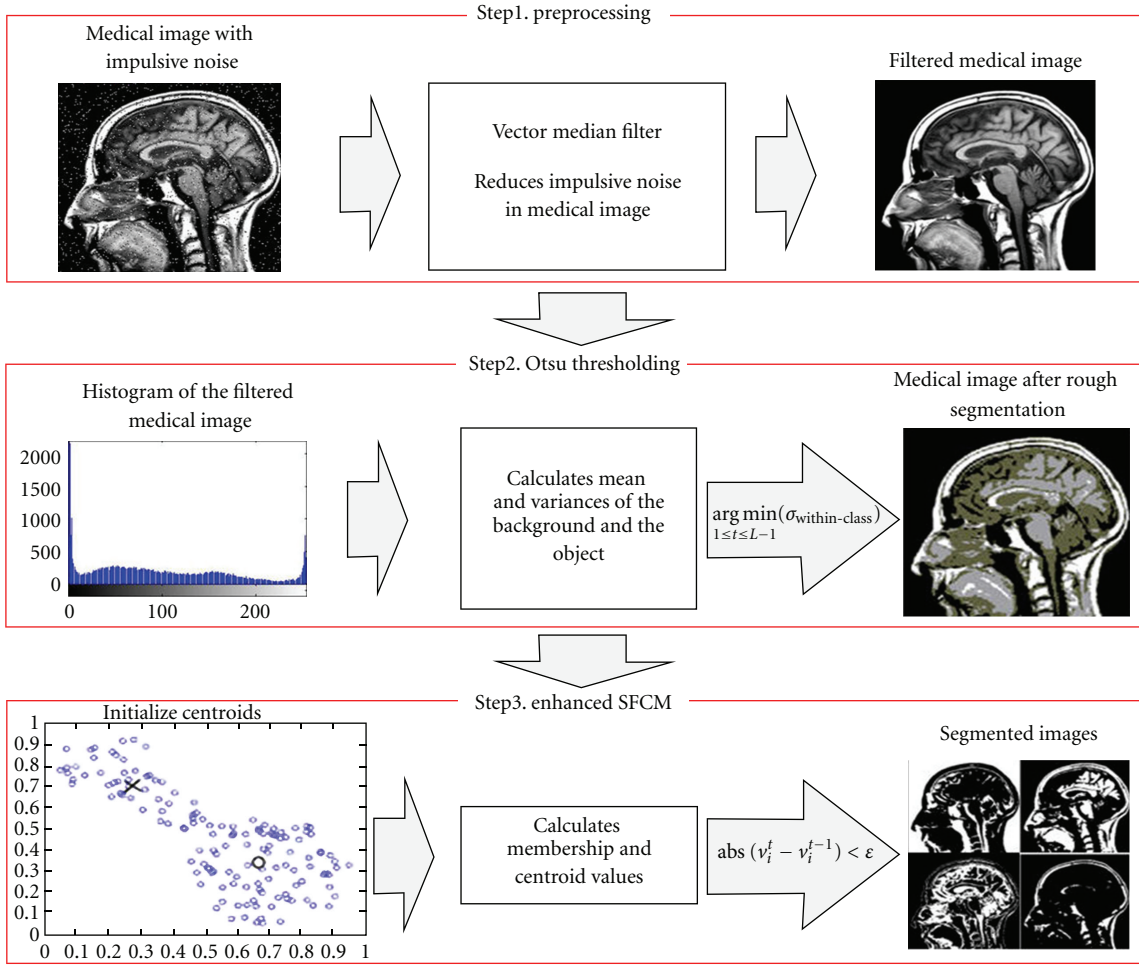 Step1. preprocessing
Medical image with
impulsive noise
Vector median filter
Reduces impulsive noise
in medical image
Filtered medical image
Step2. Otsu thresholding
Histogram of the filtered
medical image
2000
1500
1000
500
0
0 100 200
Calculates mean
and variances of the
background and the
object
arg min(σwithin-class)
1≤t≤L−1
Medical image after rough
segmentation
Step3. enhanced SFCM
Initialize centroids
1
0.9
0.8
0.7
0.6
0.5
0.4
0.3
0.2
0.1
0
0 0.1 0.2 0.3 0.4 0.5 0.6 0.7 0.8 0.9 1
Calculates
membership and
centroid values
abs (νᵢᵗ − νᵢᵗ⁻¹) < ε
Segmented images